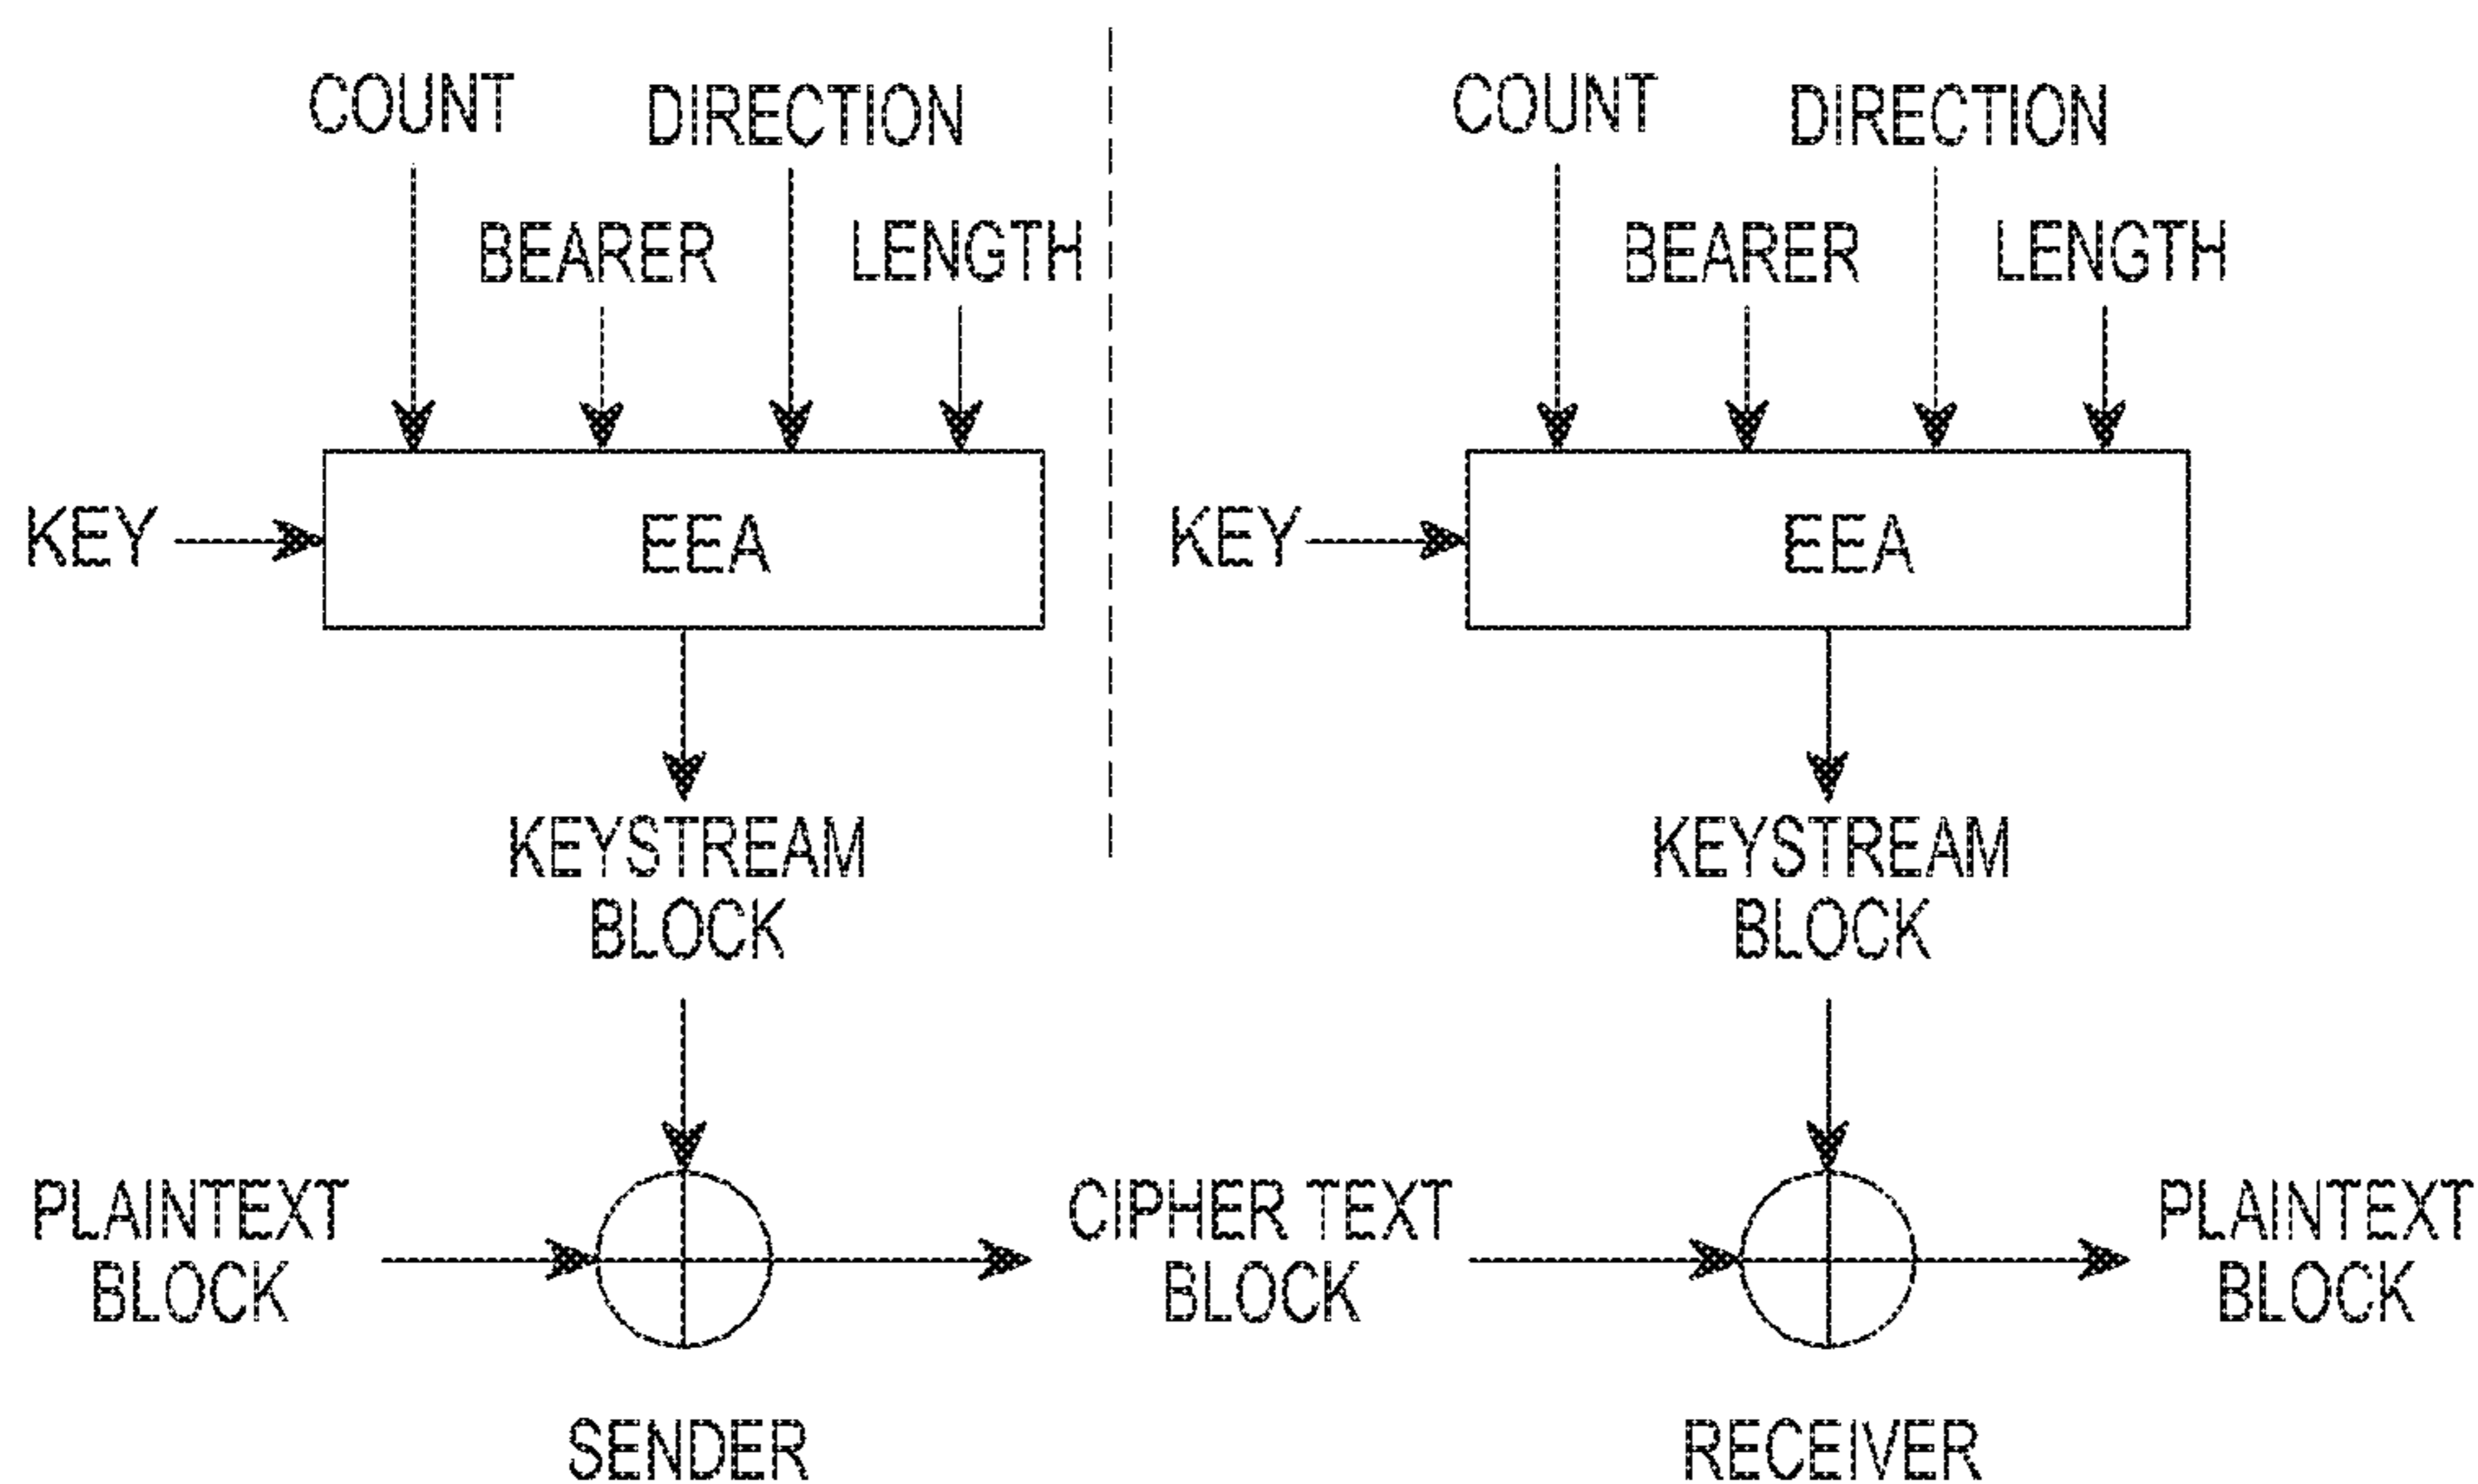 COUNT
DIRECTION
BEARER
LENGTH
KEY
EEA
KEYSTREAM
BLOCK
PLAINTEXT
BLOCK
SENDER
COUNT
DIRECTION
BEARER
LENGTH
KEY
EEA
KEYSTREAM
BLOCK
CIPHER TEXT
BLOCK
PLAINTEXT
BLOCK
RECEIVER